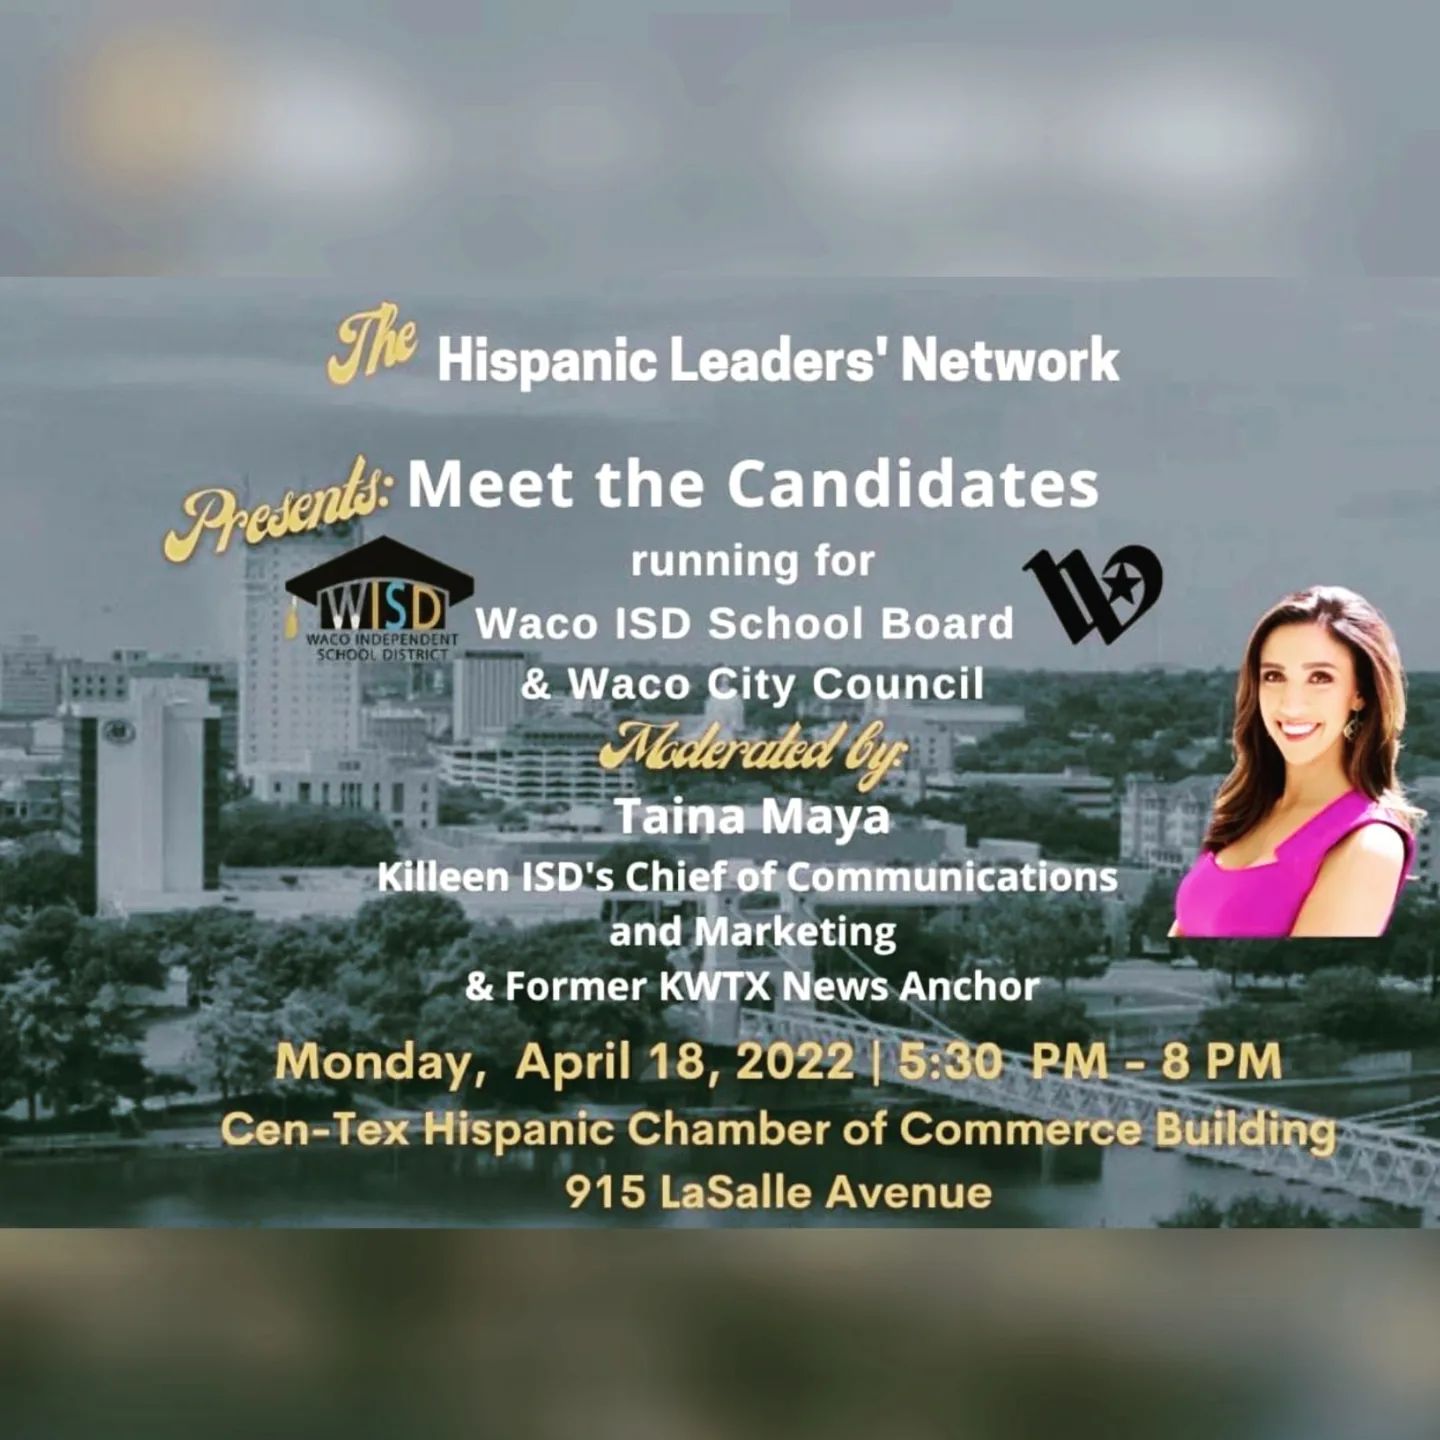 The Hispanic Leaders' Network
Presents: Meet the Candidates
running for
WISD
WACO INDEPENDENT
SCHOOL DISTRICT
Waco ISD School Board
W
& Waco City Council
Moderated by:
Taina Maya
Killeen ISD's Chief of Communications
and Marketing
& Former KWTX News Anchor
Monday, April 18, 2022 | 5:30 PM - 8 PM
Cen-Tex Hispanic Chamber of Commerce Building
915 LaSalle Avenue